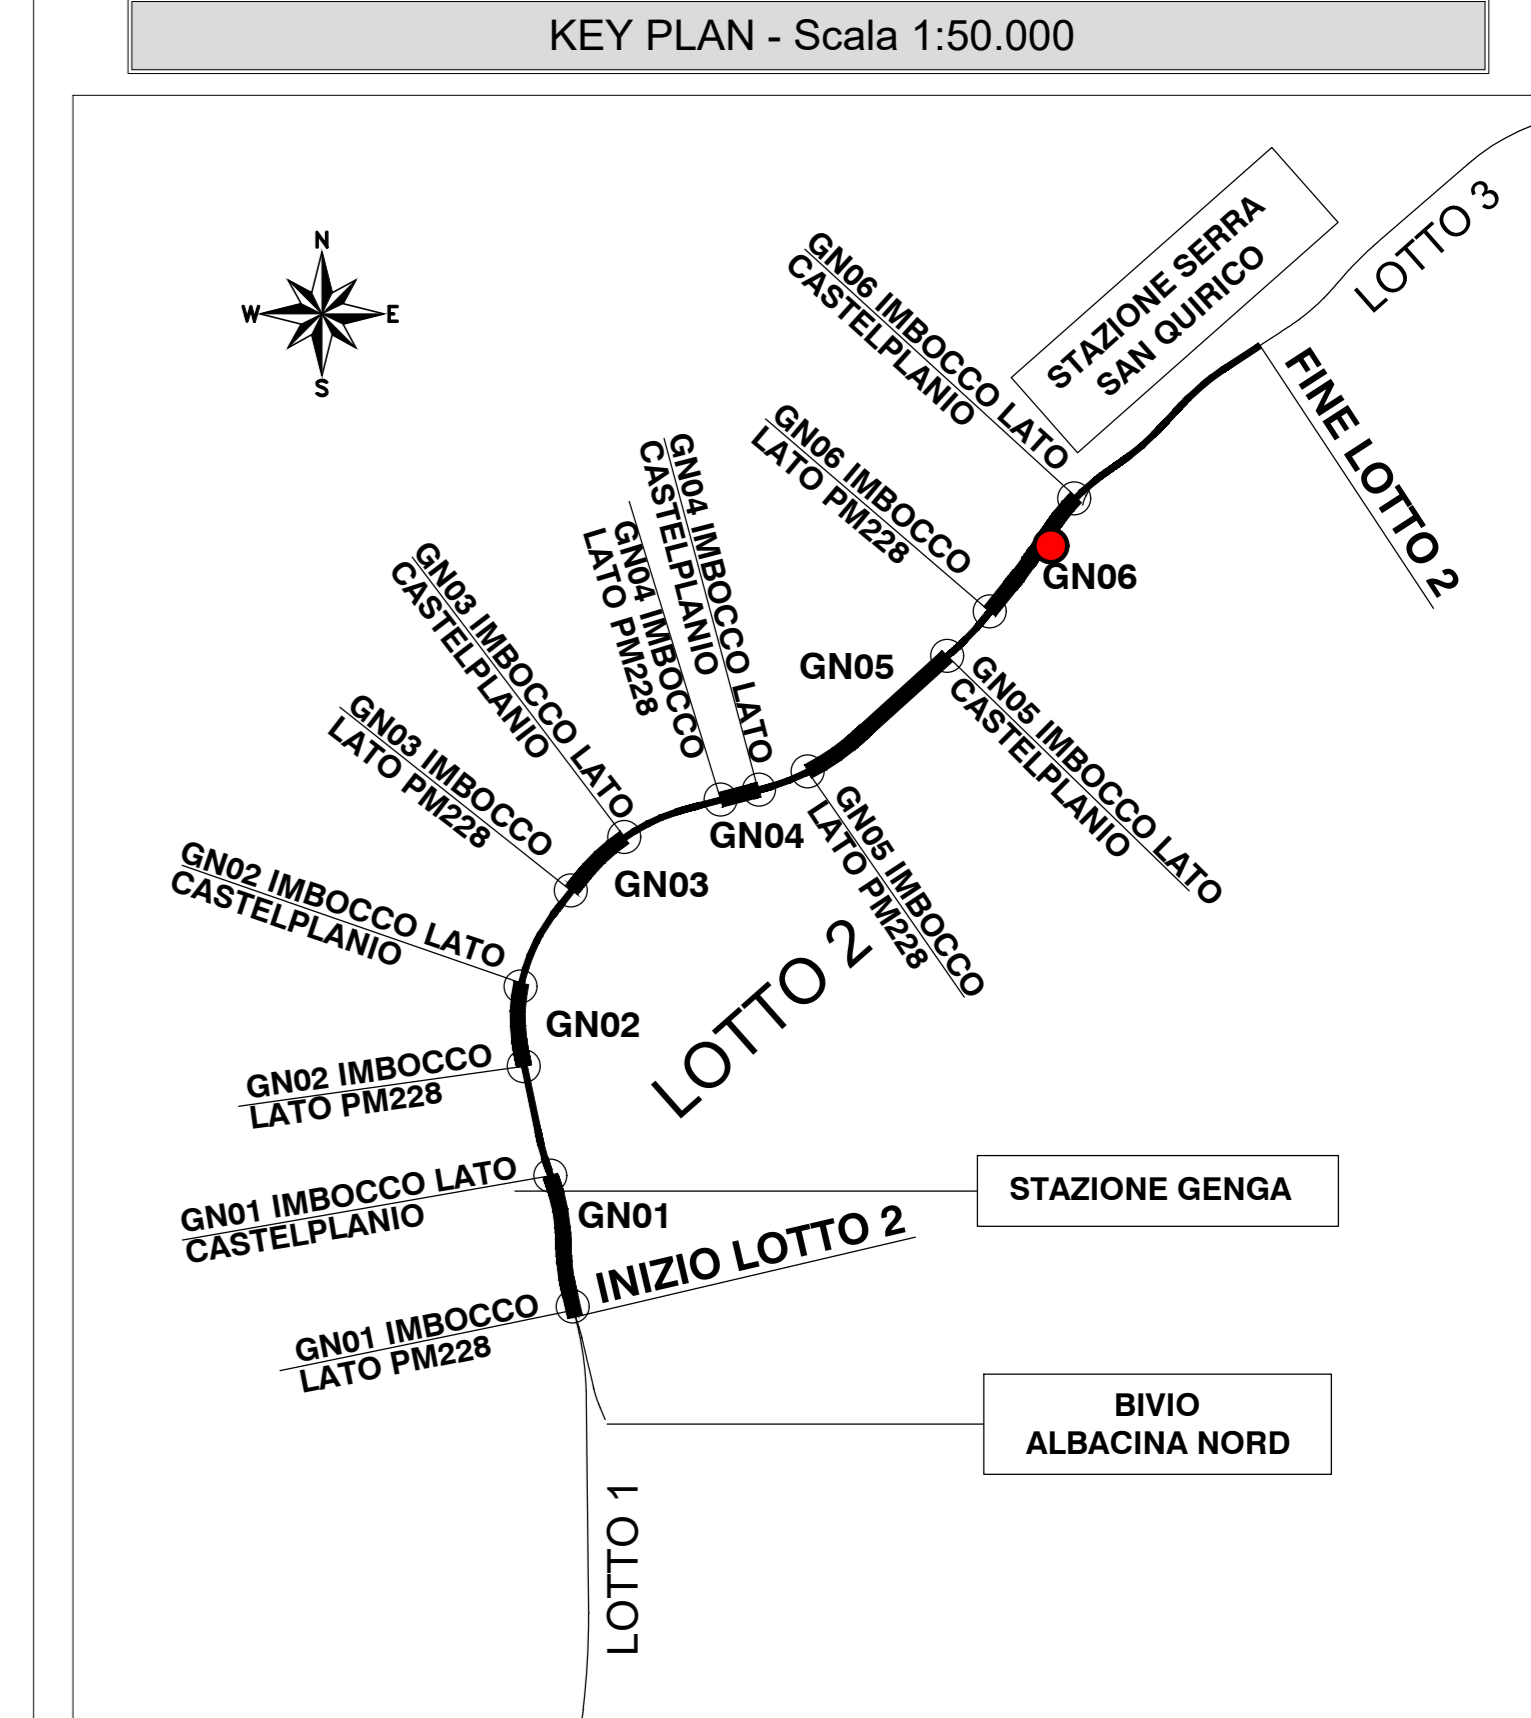 KEY PLAN - Scala 1:50.000
N
W
E
S
LOTTO 3
STAZIONE SERRA
SAN QUIRICO
GN06 IMBOCCO LATO
CASTELPLANIO
FINE LOTTO 2
GN06 IMBOCCO
LATO PM228
GN06
GN04 IMBOCCO LATO
CASTELPLANIO
GN04 IMBOCCO
LATO PM228
GN03 IMBOCCO LATO
CASTELPLANIO
GN05
GN05 IMBOCCO LATO
CASTELPLANIO
GN03 IMBOCCO
LATO PM228
GN04
GN05 IMBOCCO
LATO PM228
GN03
GN02 IMBOCCO LATO
CASTELPLANIO
LOTTO 2
GN02
GN02 IMBOCCO
LATO PM228
GN01 IMBOCCO LATO
CASTELPLANIO
STAZIONE GENGA
GN01
INIZIO LOTTO 2
GN01 IMBOCCO
LATO PM228
BIVIO
ALBACINA NORD
LOTTO 1